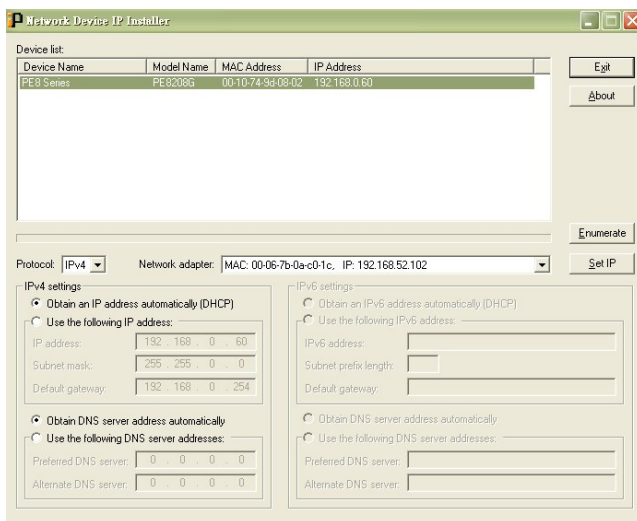 Network Device IP Installer
Device list:
Device Name Model Name MAC Address IP Address
PE8 Series PE8208G 00-10-74-9d-08-02 192.168.0.60
Exit
About
Enumerate
Protocol: IPv4 Network adapter: MAC: 00-06-7b-0a-c0-1c, IP: 192.168.52.102 Set IP
IPv4 settings
Obtain an IP address automatically (DHCP)
Use the following IP address:
IP address: 192 . 168 . 0 . 60
Subnet mask: 255 . 255 . 0 . 0
Default gateway: 192 . 168 . 0 . 254
Obtain DNS server address automatically
Use the following DNS server addresses:
Preferred DNS server: 0 . 0 . 0 . 0
Alternate DNS server: 0 . 0 . 0 . 0
IPv6 settings
Obtain an IPv6 address automatically (DHCP)
Use the following IPv6 address:
IPv6 address:
Subnet prefix length:
Default gateway:
Obtain DNS server address automatically
Use the following DNS server addresses:
Preferred DNS server:
Alternate DNS server: